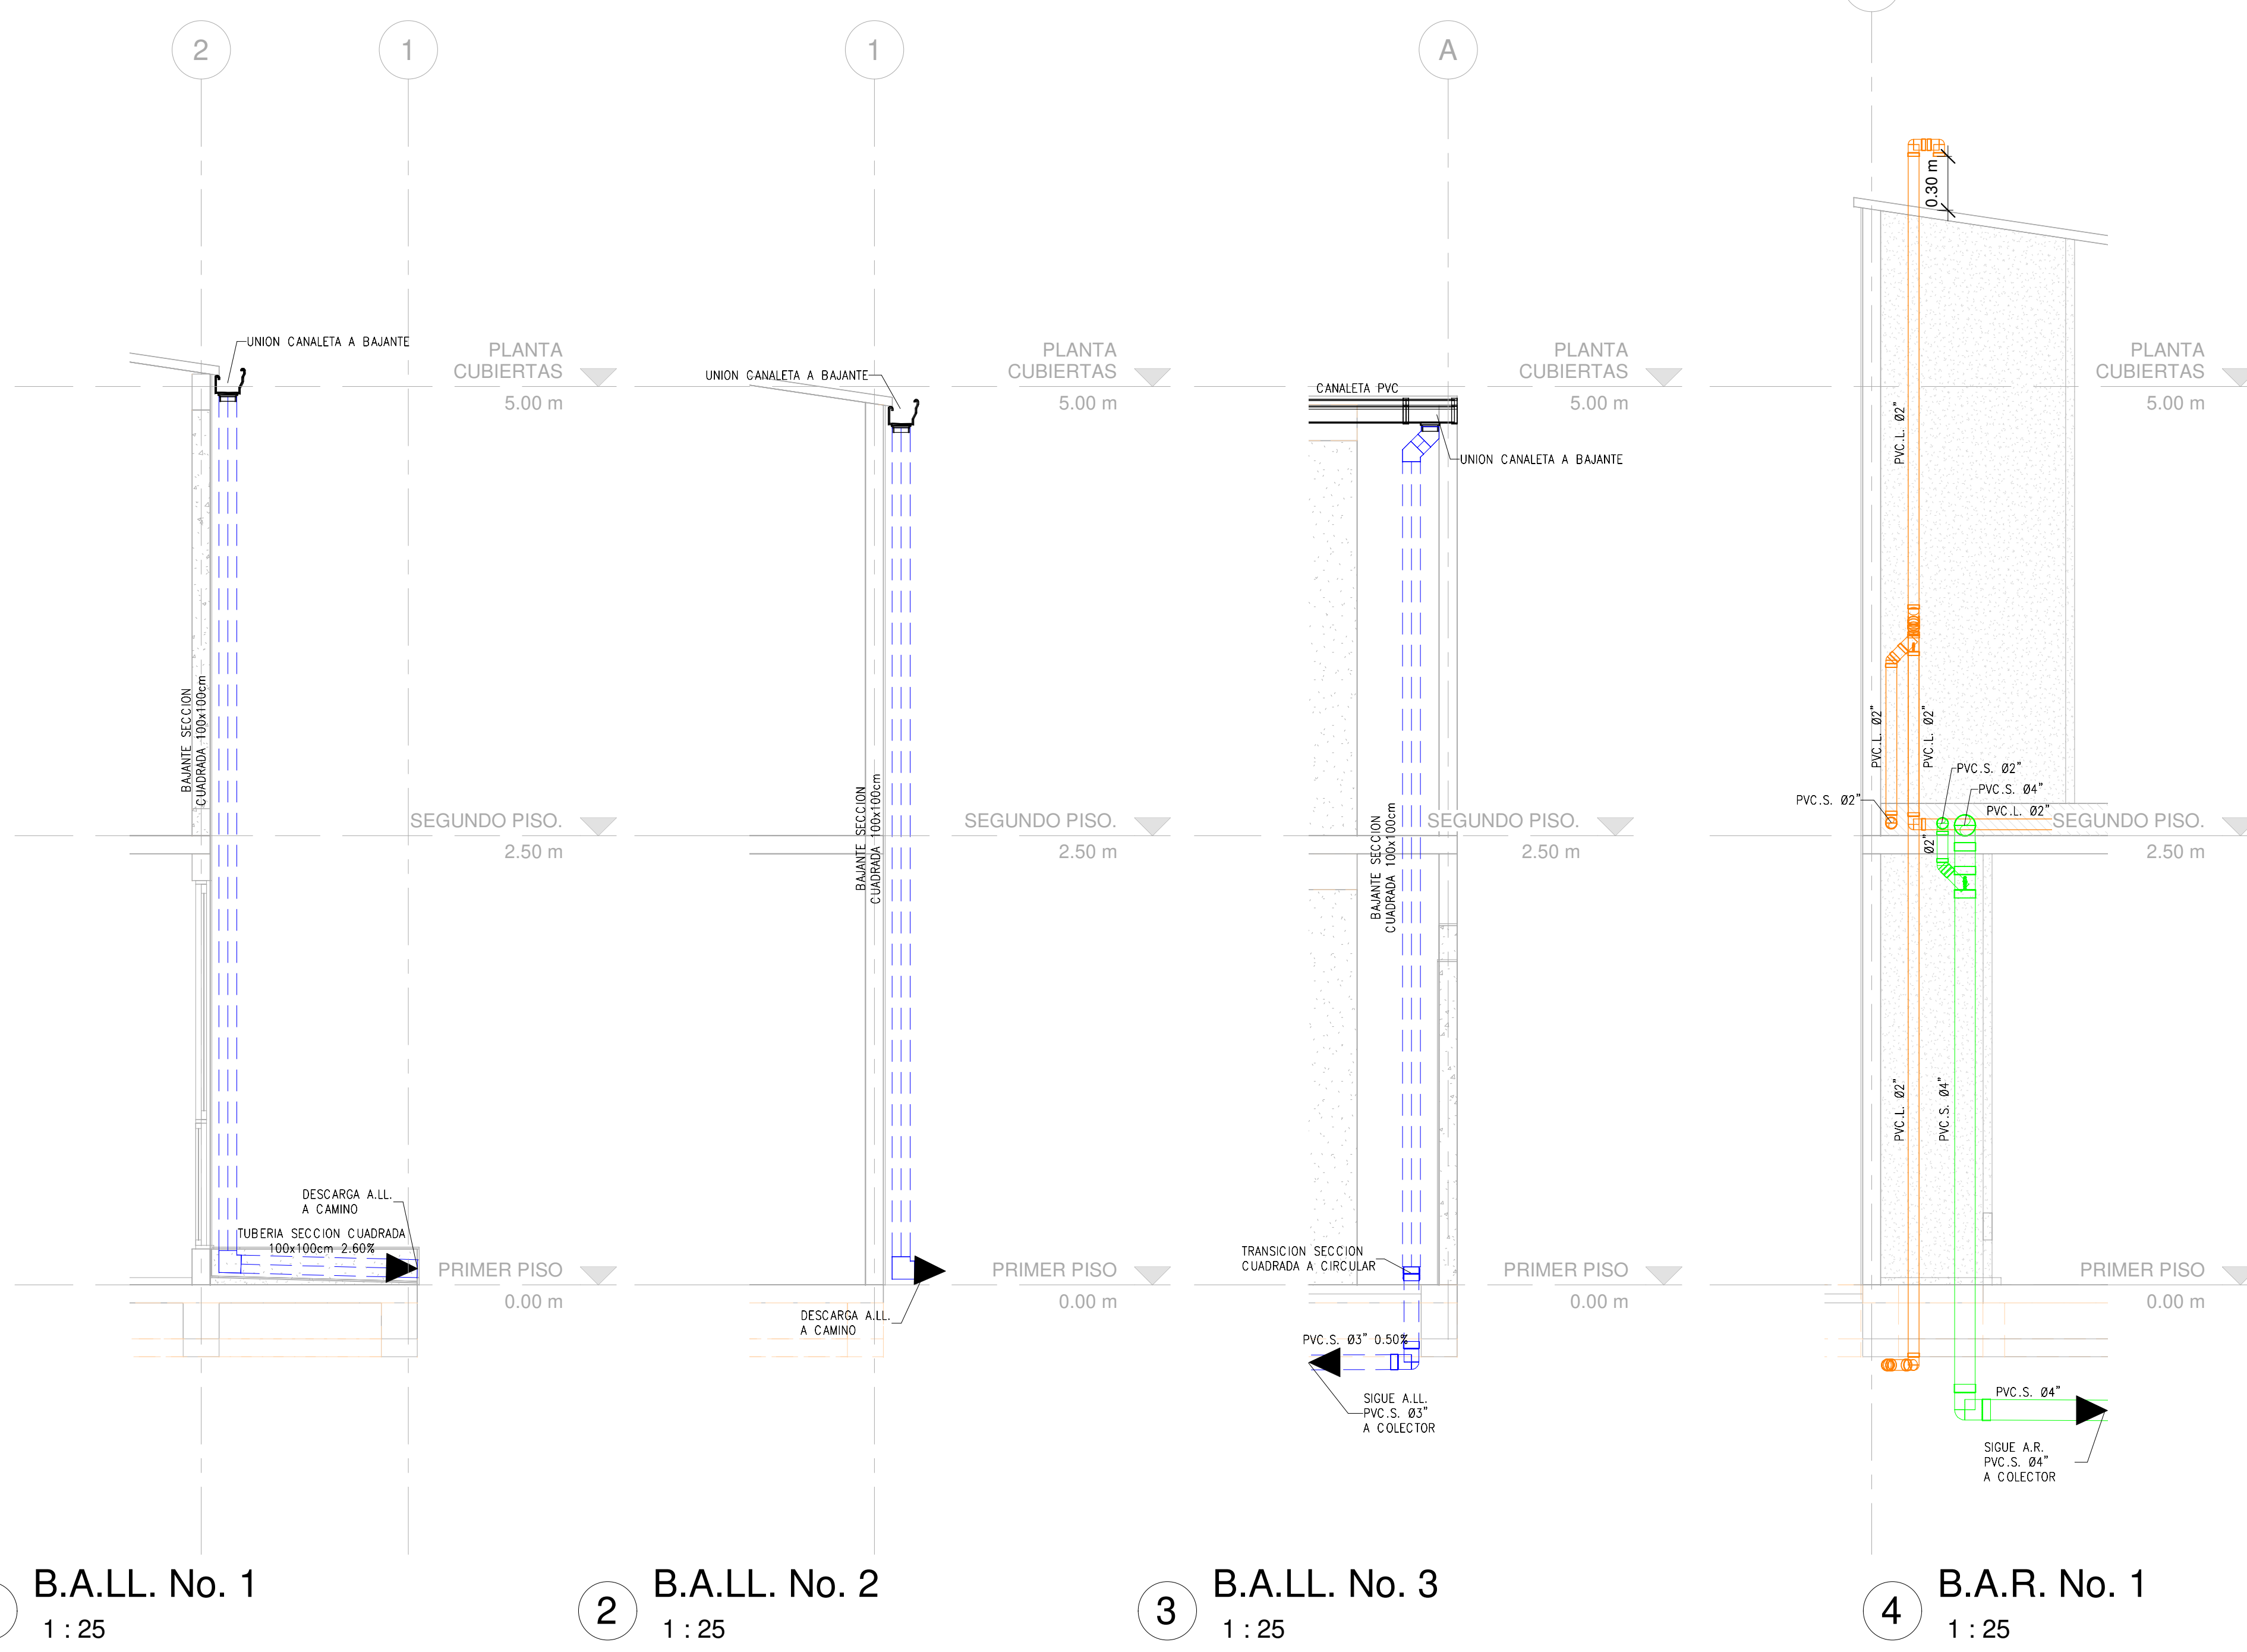 2
1
UNION CANALETA A BAJANTE
PLANTA
CUBIERTAS
5.00 m
BAJANTE SECCION
CUADRADA 100x100cm
SEGUNDO PISO.
2.50 m
DESCARGA A.LL.
A CAMINO
TUBERIA SECCION CUADRADA
100x100cm 2.60%
PRIMER PISO
0.00 m
B.A.LL. No. 1
1 : 25
1
UNION CANALETA A BAJANTE
PLANTA
CUBIERTAS
5.00 m
BAJANTE SECCION
CUADRADA 100x100cm
SEGUNDO PISO.
2.50 m
PRIMER PISO
0.00 m
DESCARGA A.LL.
A CAMINO
2
B.A.LL. No. 2
1 : 25
A
CANALETA PVC
PLANTA
CUBIERTAS
5.00 m
UNION CANALETA A BAJANTE
BAJANTE SECCION
CUADRADA 100x100cm
SEGUNDO PISO.
2.50 m
TRANSICION SECCION
CUADRADA A CIRCULAR
PRIMER PISO
0.00 m
PVC.S. Ø3” 0.50%
SIGUE A.LL.
PVC.S. Ø3”
A COLECTOR
3
B.A.LL. No. 3
1 : 25
0.30 m
PLANTA
CUBIERTAS
5.00 m
PVC.L. Ø2”
PVC.L. Ø2”
PVC.L. Ø2”
PVC.S. Ø2”
PVC.S. Ø4”
PVC.S. Ø2”
PVC.L. Ø2”
SEGUNDO PISO.
2.50 m
Ø2”
PVC.L. Ø2”
PVC.S. Ø4”
PRIMER PISO
0.00 m
PVC.S. Ø4”
SIGUE A.R.
PVC.S. Ø4”
A COLECTOR
4
B.A.R. No. 1
1 : 25